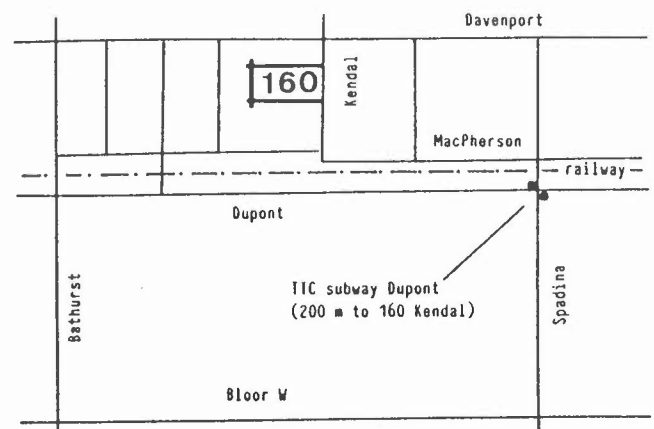 Davenport
160
Kendal
MacPherson
railway
Dupont
TTC subway Dupont
(200 m to 160 Kendal)
Bathurst
Spadina
Bloor W